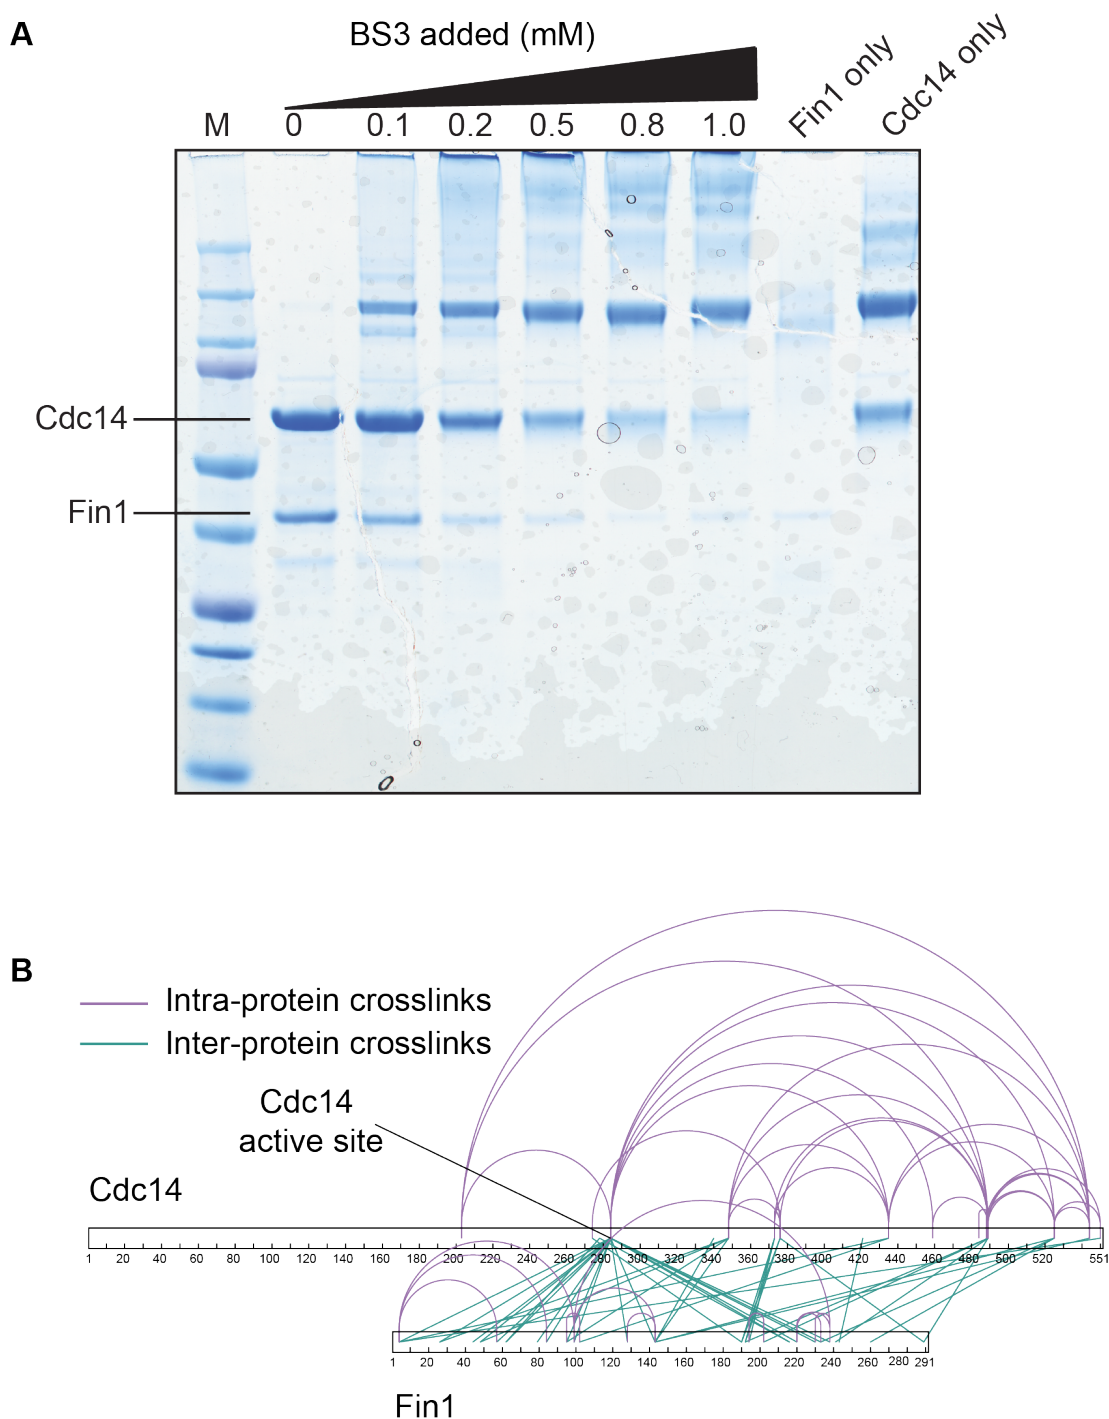 A
BS3 added (mM)
M 0 0.1 0.2 0.5 0.8 1.0 Fin1 only Cdc14 only
Cdc14
Fin1
B
Intra-protein crosslinks
Inter-protein crosslinks
Cdc14
active site
Cdc14
1 20 40 60 80 100 120 140 160 180 200 220 240 260 280 300 320 340 360 380 400 420 440 460 480 500 520 551
1 20 40 60 80 100 120 140 160 180 200 220 240 260 280 291
Fin1